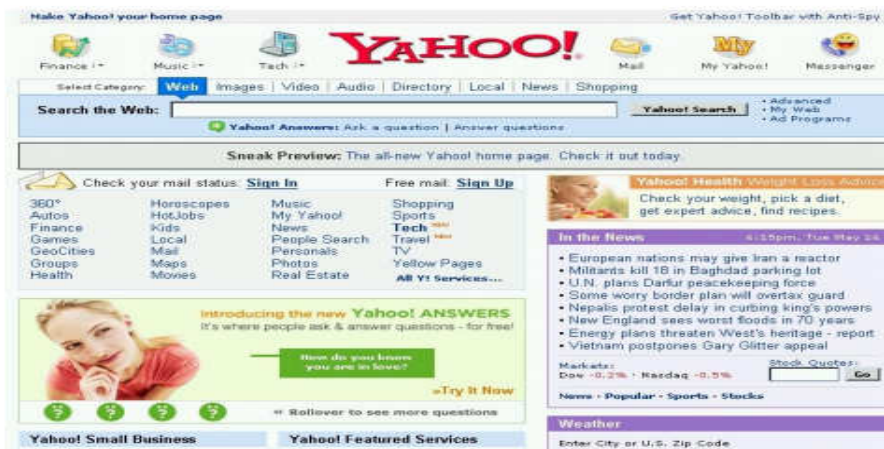 Make Yahoo! your home page
Get Yahoo! Toolbar with Anti-Spy
Finance
Music
Tech
YAHOO!
Mail
My Yahoo!
Messenger
My
Select Category:
Web | Images | Video | Audio | Directory | Local | News | Shopping
Search the Web:
Yahoo! Search
• Advanced
• My Web
• Ad Programs
Yahoo! Answers: Ask a question | Answer questions
Sneak Preview: The all-new Yahoo! home page. Check it out today.
Check your mail status: Sign In
Free mail: Sign Up
360°
Autos
Finance
Games
GeoCities
Groups
Health
Horoscopes
HotJobs
Kids
Local
Mail
Maps
Movies
Music
My Yahoo!
News
People Search
Personals
Photos
Real Estate
Shopping
Sports
Tech
Travel
TV
Yellow Pages
All Y! Services...
Introducing the new Yahoo! ANSWERS
It's where people ask & answer questions - for free!
How do you know
you are in love?
»Try It Now
Rollover to see more questions
Yahoo! Small Business
Yahoo! Featured Services
Yahoo! Health Weight Loss Advice
Check your weight, pick a diet,
get expert advice, find recipes.
In the News
Tue May
• European nations may give Iran a reactor
• Militants kill 18 in Baghdad parking lot
• U.N. plans Darfur peacekeeping force
• Some worry border plan will overtax guard
• Nepalis protest delay in curbing king's powers
• New England sees worst floods in 70 years
• Energy plans threaten West's heritage - report
• Vietnam postpones Gary Glitter appeal
Markets:
Dow -0.2% · Nasdaq -0.5%
Stock Quotes:
Go
News · Popular · Sports · Stocks
Weather
Enter City or U.S. Zip Code